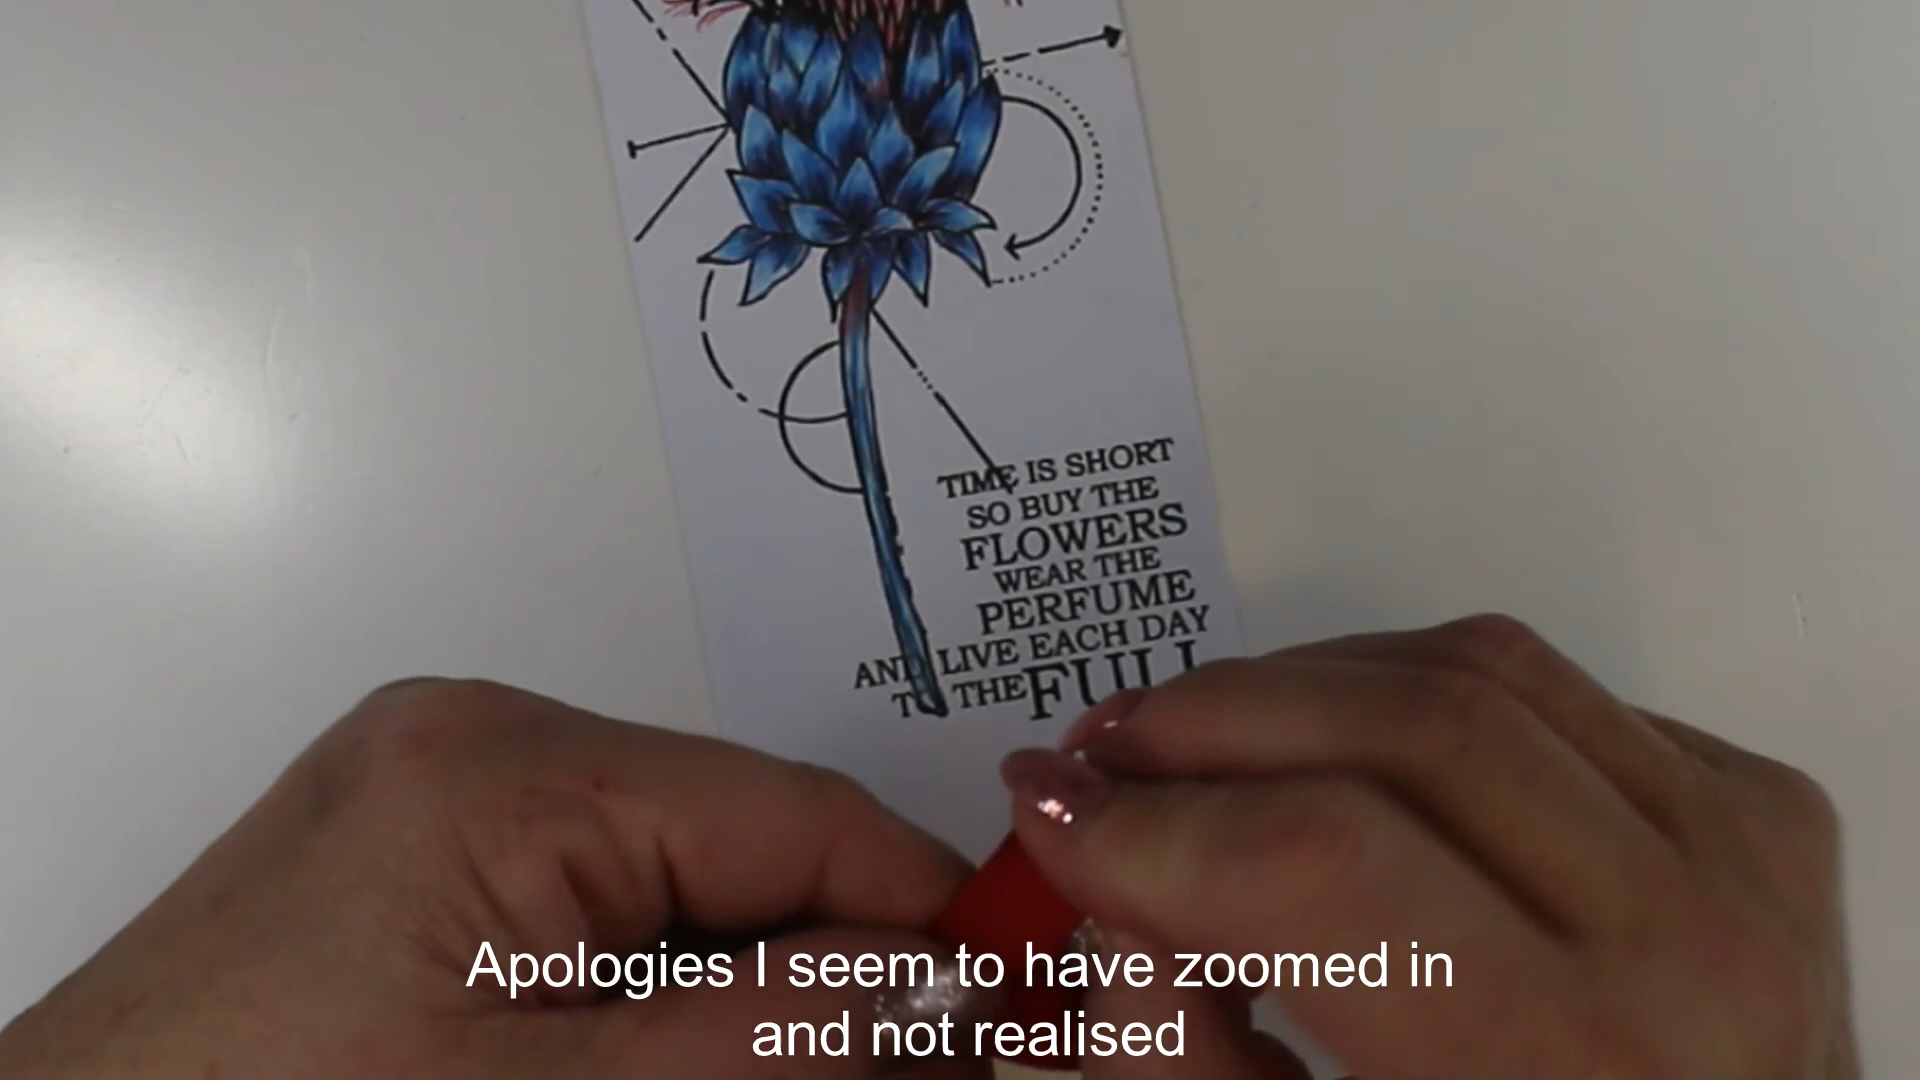 TIME IS SHORT
SO BUY THE
FLOWERS
WEAR THE
PERFUME
AND LIVE EACH DAY
TO THE FULL
Apologies I seem to have zoomed in
and not realised